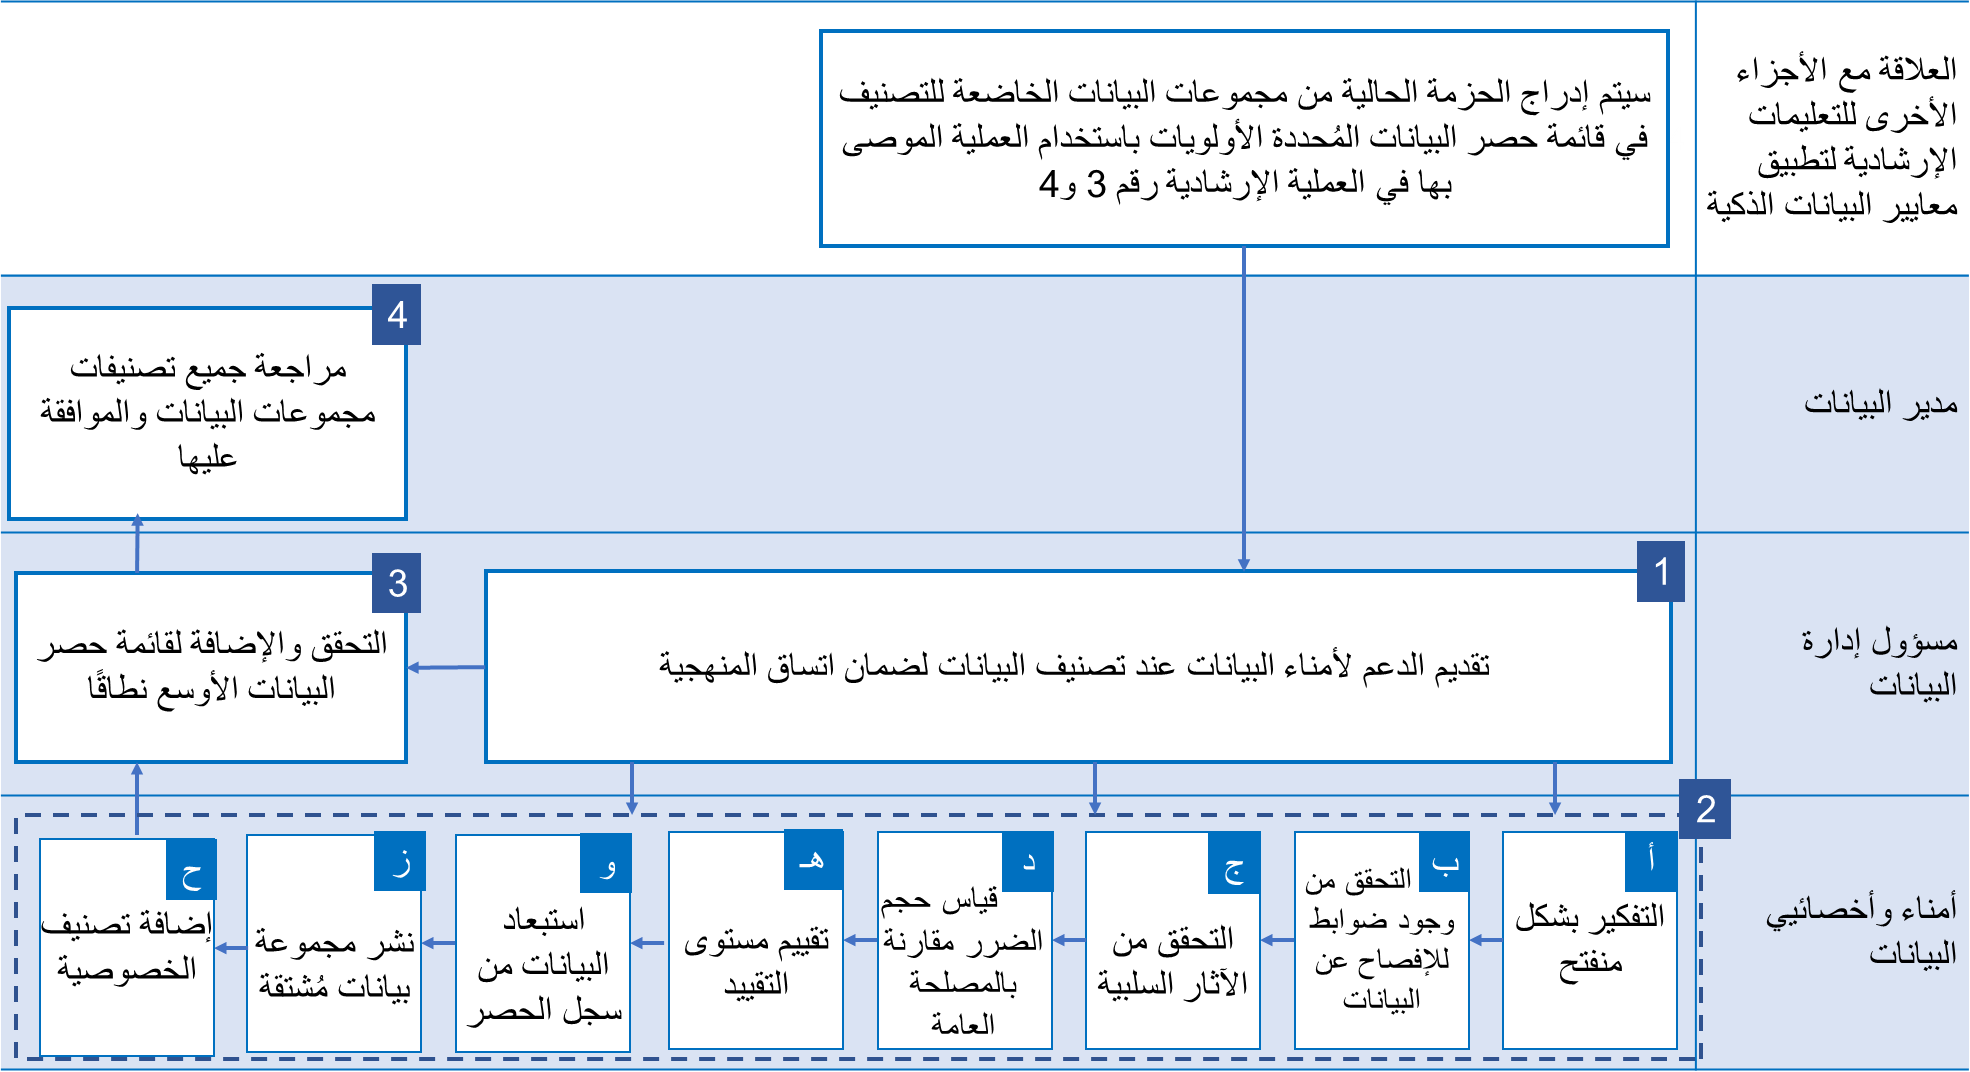 العلاقة مع الأجزاء
الأخرى للتعليمات
الإرشادية لتطبيق
معايير البيانات الذكية
سيتم إدراج الحزمة الحالية من مجموعات البيانات الخاضعة للتصنيف
في قائمة حصر البيانات المُحددة الأولويات باستخدام العملية الموصى
بها في العملية الإرشادية رقم 3 و4
مدير البيانات
4
مراجعة جميع تصنيفات
مجموعات البيانات والموافقة
عليها
مسؤول إدارة
البيانات
1
تقديم الدعم لأمناء البيانات عند تصنيف البيانات لضمان اتساق المنهجية
3
التحقق والإضافة لقائمة حصر
البيانات الأوسع نطاقًا
أمناء وأخصائيي
البيانات
2
أ
التفكير بشكل
منفتح
ب
التحقق من
وجود ضوابط
للإفصاح عن
البيانات
ج
التحقق من
الآثار السلبية
د
قياس حجم
الضرر مقارنة
بالمصلحة
العامة
هـ
تقييم مستوى
التقييد
و
استبعاد
البيانات من
سجل الحصر
ز
نشر مجموعة
بيانات مُشتقة
ح
إضافة تصنيف
الخصوصية